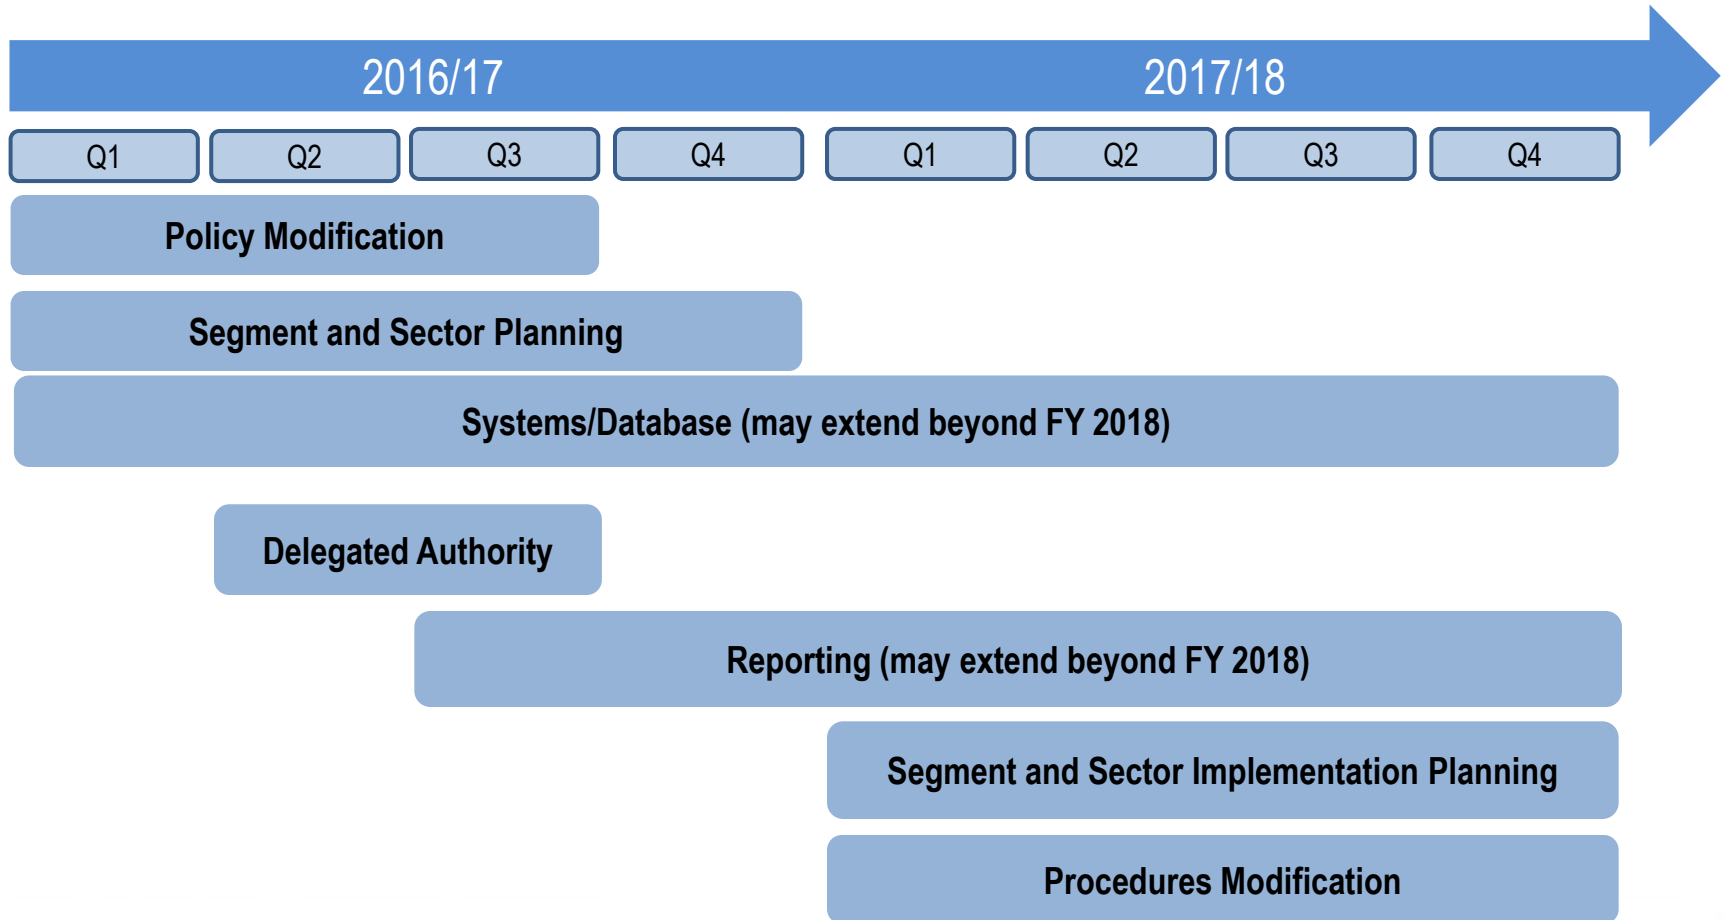 2016/17 2017/18
Q1 Q2 Q3 Q4 Q1 Q2 Q3 Q4
Policy Modification
Segment and Sector Planning
Systems/Database (may extend beyond FY 2018)
Delegated Authority
Reporting (may extend beyond FY 2018)
Segment and Sector Implementation Planning
Procedures Modification